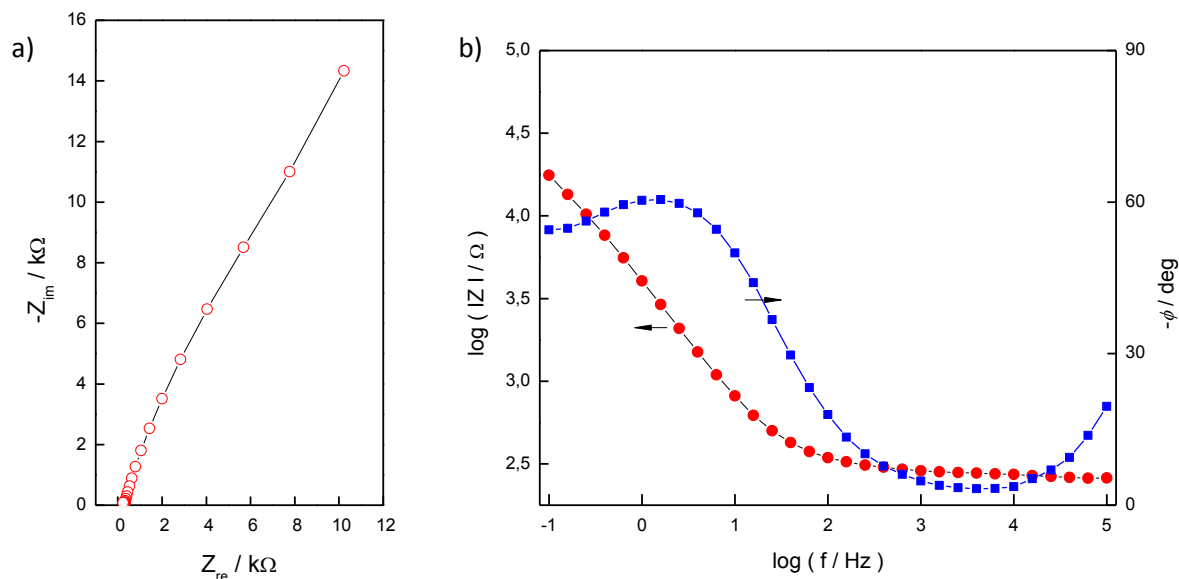 a)
16
14
12
10
8
6
4
2
0
0 2 4 6 8 10 12
-Z_im / kΩ
Z_re / kΩ
b)
5,0
4,5
4,0
3,5
3,0
2,5
-1 0 1 2 3 4 5
log ( |Z | / Ω )
log ( f / Hz )
90
60
30
0
-ϕ / deg